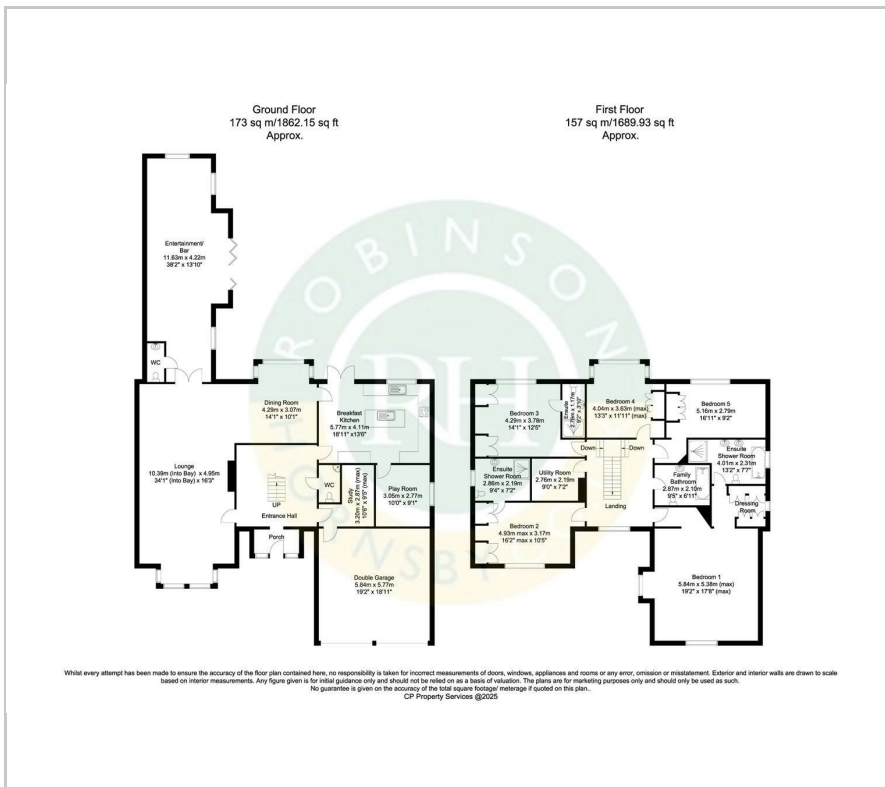 Ground Floor
173 sq m/1862.15 sq ft
Approx.
First Floor
157 sq m/1689.93 sq ft
Approx.
Entertainment/
Bar
11.63m x 4.22m
38'2" x 13'10"
WC
Dining Room
4.29m x 3.07m
14'1" x 10'1"
Breakfast
Kitchen
5.77m x 4.11m
18'11" x13'6"
Lounge
10.39m (into Bay) x 4.95m
34'1" (into Bay) x 16'3"
UP
Entrance Hall
WC
Study
3.20m x 2.87m (max)
10'6" x 9'5" (max)
Play Room
3.05m x 2.77m
10'0" x 9'1"
Porch
Double Garage
5.84m x 5.77m
19'2" x 18'11"
Bedroom 3
4.29m x 3.78m
14'1" x 12'5"
Ensuite
2.79m x 1.17m
9'2" x 3'10"
Bedroom 4
4.04m x 3.63m (max)
13'3" x 11'11" (max)
Bedroom 5
5.16m x 2.79m
16'11" x 9'2"
Down
Down
Ensuite
Shower Room
2.86m x 2.19m
9'4" x 7'2"
Utility Room
2.76m x 2.19m
9'0" x 7'2"
Landing
Family
Bathroom
2.87m x 2.10m
9'5" x 6'11"
Ensuite
Shower Room
4.01m x 2.31m
13'2" x 7'7"
Dressing
Room
Bedroom 2
4.93m max x 3.17m
16'2" max x 10'5"
Bedroom 1
5.84m x 5.38m (max)
19'2" x 17'8" (max)
ROBINSON
RH
HORNSBY
Whilst every attempt has been made to ensure the accuracy of the floor plan contained here, no responsibility is taken for incorrect measurements of doors, windows, appliances and rooms or any error, omission or misstatement. Exterior and interior walls are drawn to scale
based on interior measurements. Any figure given is for initial guidance only and should not be relied on as a basis of valuation. The plans are for marketing purposes only and should only be used as such.
No guarantee is given on the accuracy of the total square footage/ meterage if quoted on this plan..
CP Property Services @2025